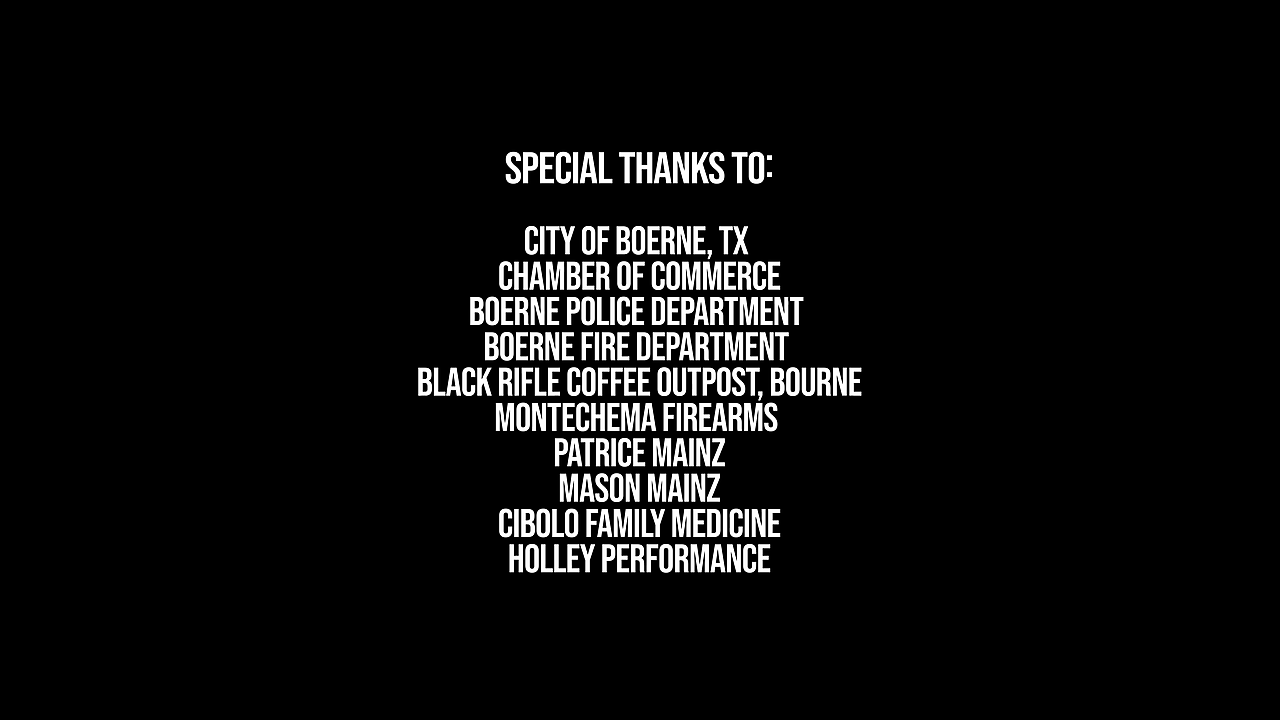 SPECIAL THANKS TO:
CITY OF BOERNE, TX
CHAMBER OF COMMERCE
BOERNE POLICE DEPARTMENT
BOERNE FIRE DEPARTMENT
BLACK RIFLE COFFEE OUTPOST, BOURNE
MONTECHEMA FIREARMS
PATRICE MAINZ
MASON MAINZ
CIBOLO FAMILY MEDICINE
HOLLEY PERFORMANCE